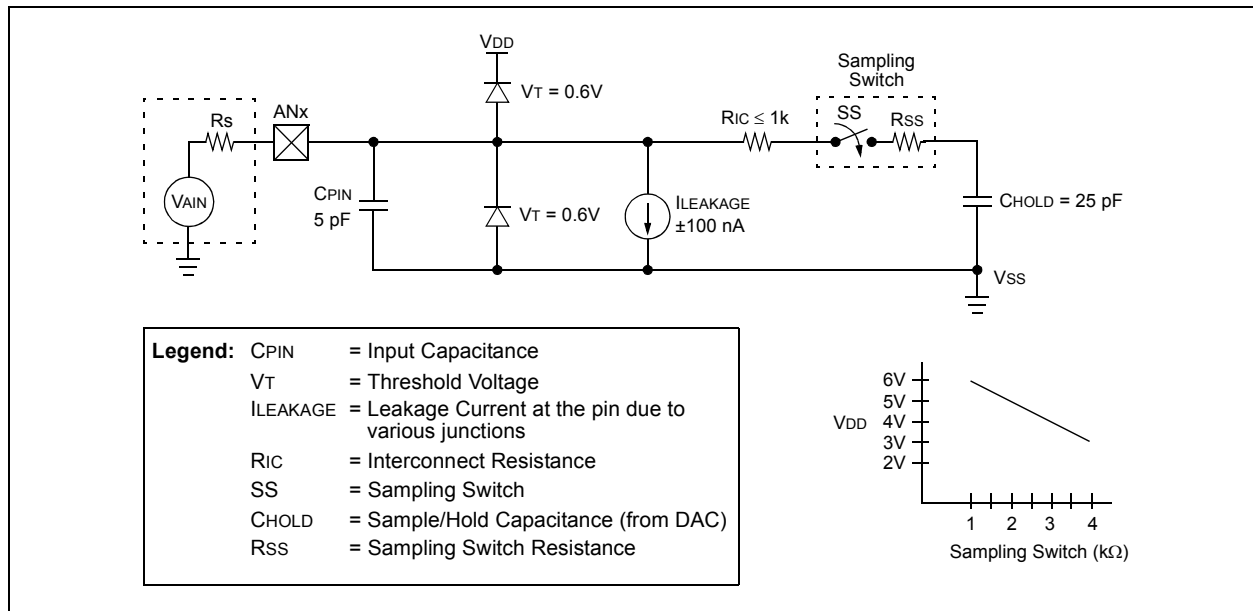 VDD
Sampling
Switch
VT = 0.6V
RIC ≤ 1k
SS
RSS
ANx
Rs
VAIN
CPIN
5 pF
VT = 0.6V
ILEAKAGE
±100 nA
CHOLD = 25 pF
VSS
Legend: CPIN = Input Capacitance
VT = Threshold Voltage
ILEAKAGE = Leakage Current at the pin due to
various junctions
RIC = Interconnect Resistance
SS = Sampling Switch
CHOLD = Sample/Hold Capacitance (from DAC)
RSS = Sampling Switch Resistance
6V
5V
VDD 4V
3V
2V
1 2 3 4
Sampling Switch (kΩ)